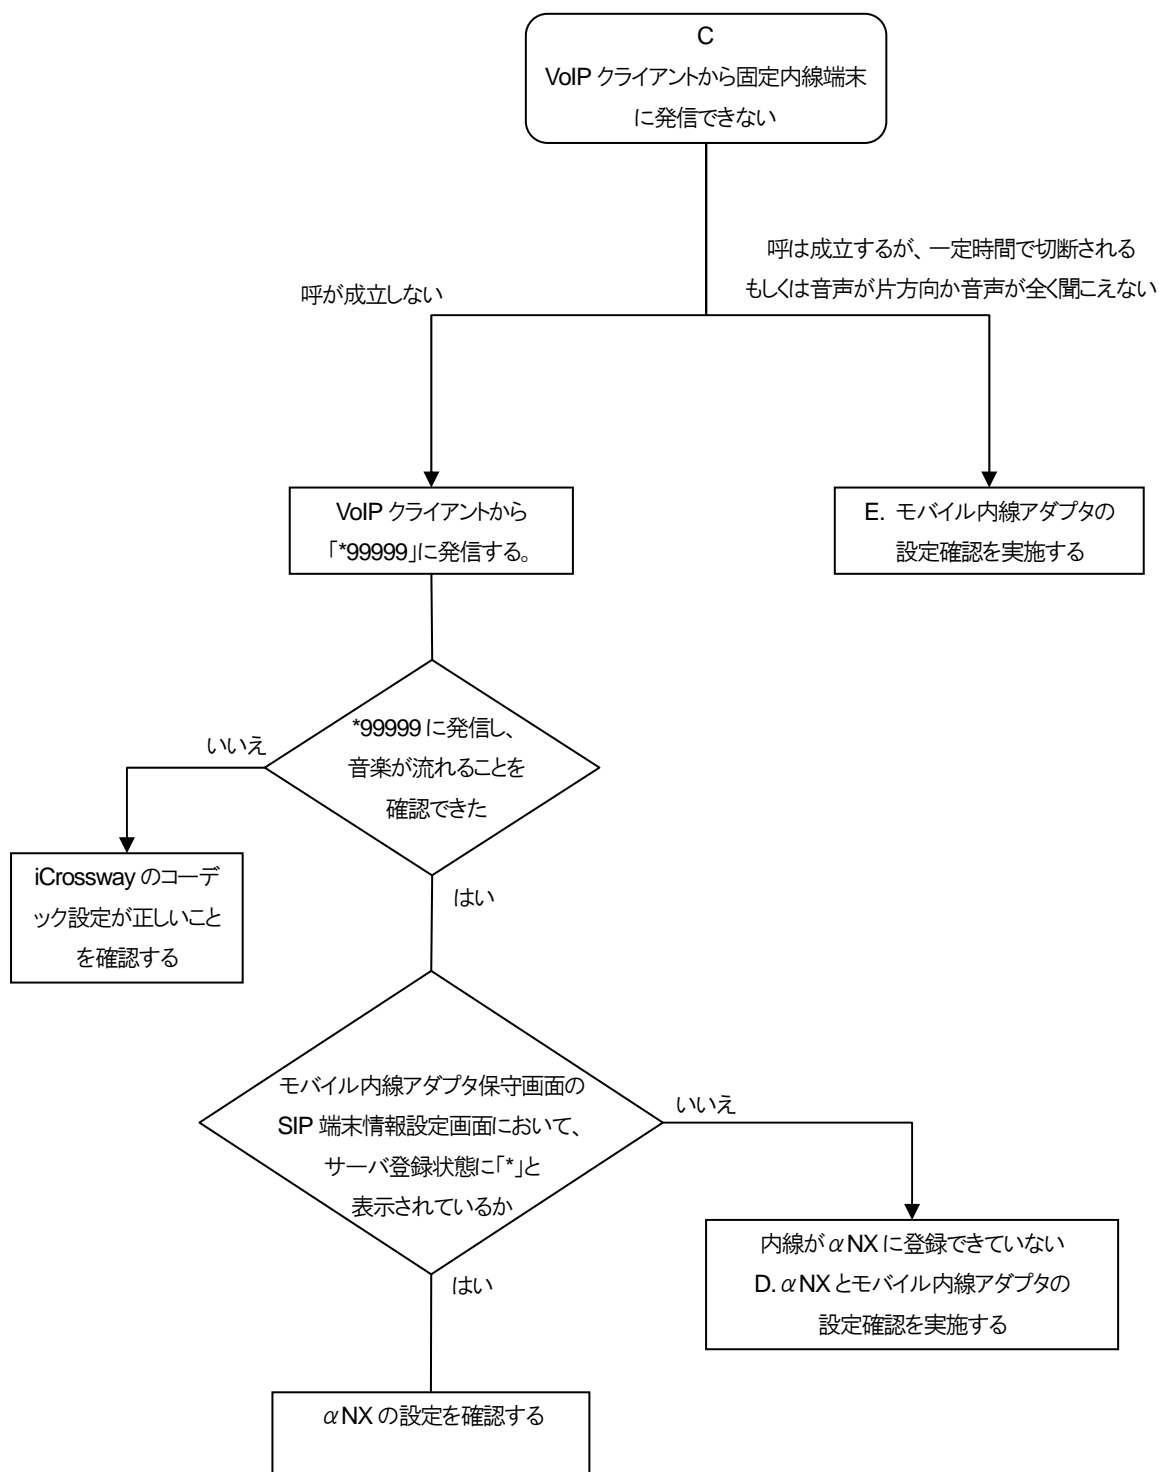 C
VoIP クライアントから固定内線端末
に発信できない
呼は成立するが、一定時間で切断される
もしくは音声が片方向か音声が全く聞こえない
呼が成立しない
VoIP クライアントから
「*99999」に発信する。
E. モバイル内線アダプタの
設定確認を実施する
*99999 に発信し、
音楽が流れることを
確認できた
いいえ
iCrossway のコーデ
ック設定が正しいこと
を確認する
はい
モバイル内線アダプタ保守画面の
SIP 端末情報設定画面において、
サーバ登録状態に「*」と
表示されているか
いいえ
内線がαNX に登録できていない
D. αNX とモバイル内線アダプタの
設定確認を実施する
はい
αNX の設定を確認する